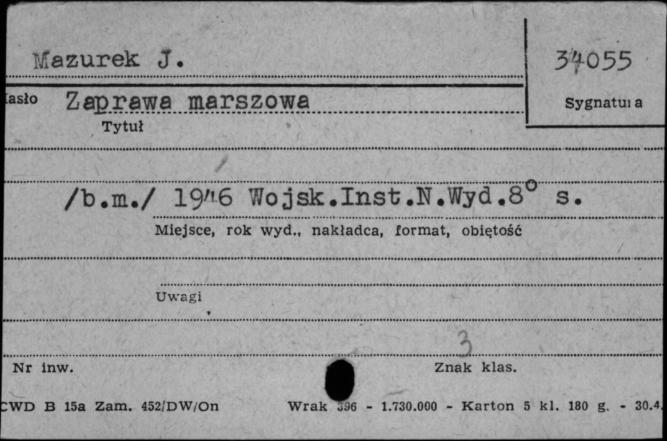 Mazurek J.
34055
asło Zaprawa marszowa
Sygnatura
Tytuł
/b.m./ 1946 Wojsk.Inst.N.Wyd.8° s.
Miejsce, rok wyd., nakładca, format, objętość
Uwagi
3
Nr inw.
Znak klas.
CWD B 15a Zam. 452/DW/On Wrak 396 - 1.730.000 - Karton 5 kl. 180 g. - 30.4.